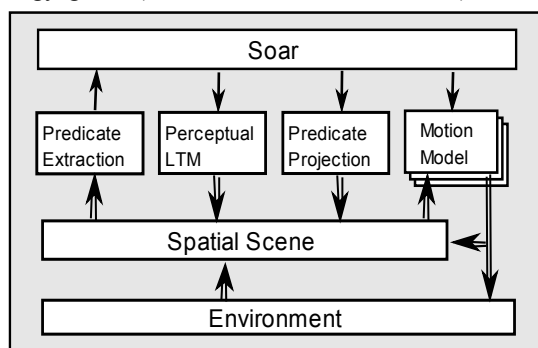 Soar
Predicate
Extraction
Perceptual
LTM
Predicate
Projection
Motion
Model
Spatial Scene
Environment